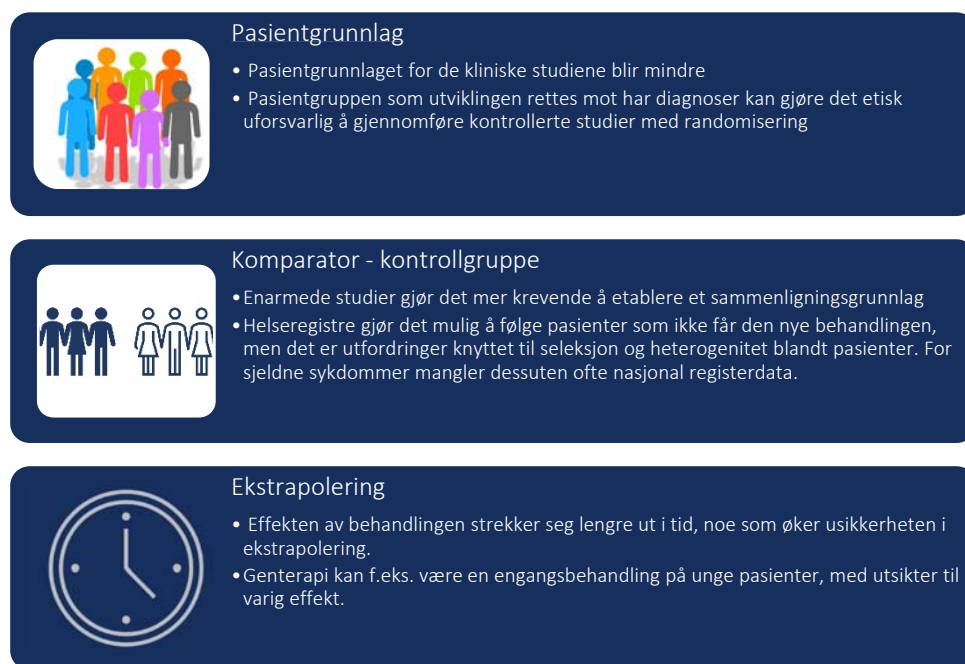 Pasientgrunnlag
• Pasientgrunnlaget for de kliniske studiene blir mindre
• Pasientgruppen som utviklingen rettes mot har diagnoser kan gjøre det etisk
uforsvarlig å gjennomføre kontrollerte studier med randomisering
Komparator - kontrollgruppe
•Enarmede studier gjør det mer krevende å etablere et sammenligningsgrunnlag
•Helseregistre gjør det mulig å følge pasienter som ikke får den nye behandlingen,
men det er utfordringer knyttet til seleksjon og heterogenitet blandt pasienter. For
sjeldne sykdommer mangler dessuten ofte nasjonal registerdata.
Ekstrapolering
• Effekten av behandlingen strekker seg lengre ut i tid, noe som øker usikkerheten i
ekstrapolering.
•Genterapi kan f.eks. være en engangsbehandling på unge pasienter, med utsikter til
varig effekt.